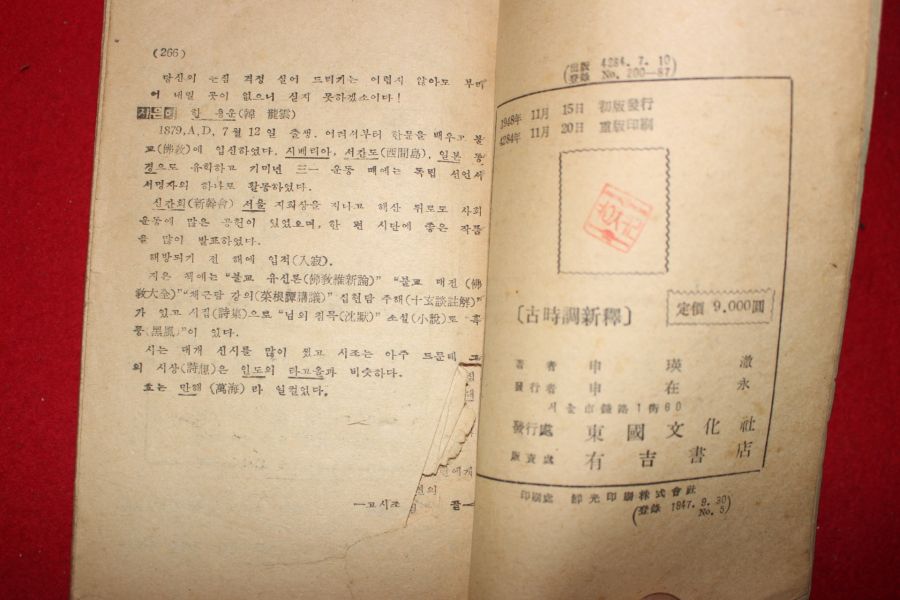 (266)
당신의 은침 걱정 실어 드리키는 어렵지 않아도 부며
허 내밀 못이 없으니 실지 못하겠소이다!
지은이 한 용운(韓 龍雲)
1879.A.D. 7월 12일 출생. 어려서부터 한문을 배우고 불
교(佛敎)에 입신하였다. 시베리아, 서간도(西間島), 일본 동
경으로 유학하고 기미년 三一 운동 때에는 독립 선언서
서명자의 하나로 활동하였다.
신간회(新幹會) 서울 지회장을 지나고 해산 뒤로도 사회
운동에 많은 공헌이 있었으며, 한 편 시단에 좋은 작품
을 많이 발표하였다.
해방되기 전 해에 입적(入寂).
지은 책에는 "불교 유신론(佛敎維新論)" "불교 대전(佛
敎大全)" "채근담 강의(菜根譚講議)" 십현담 주해(十玄談註解)"
가 있고 시집(詩集)으로 "님의 침묵(沈默)" 소설(小說)로 "흑
풍(黑風)"이 있다.
시는 대개 신시를 많이 썼고 시조는 아주 드문데 그
의 시상(詩想)은 인도의 타고올과 비슷하다.
호는 만해(萬海)라 일컬었다.
―고시조
끝―
(出版 4284. 7. 10
登錄 No. 200―87)
1948年 11月 15日 初版發行
4284年 11月 20日 重版印刷
定價 9,000圓
[古時調新釋]
著者 申瑛澈
發行者 申在永
서울市鍾路1街60
發行處 東國文化社
販賣處 有吉書店
印刷處 鮮光印刷株式會社
(登錄 1947. 9. 30
No. 5)